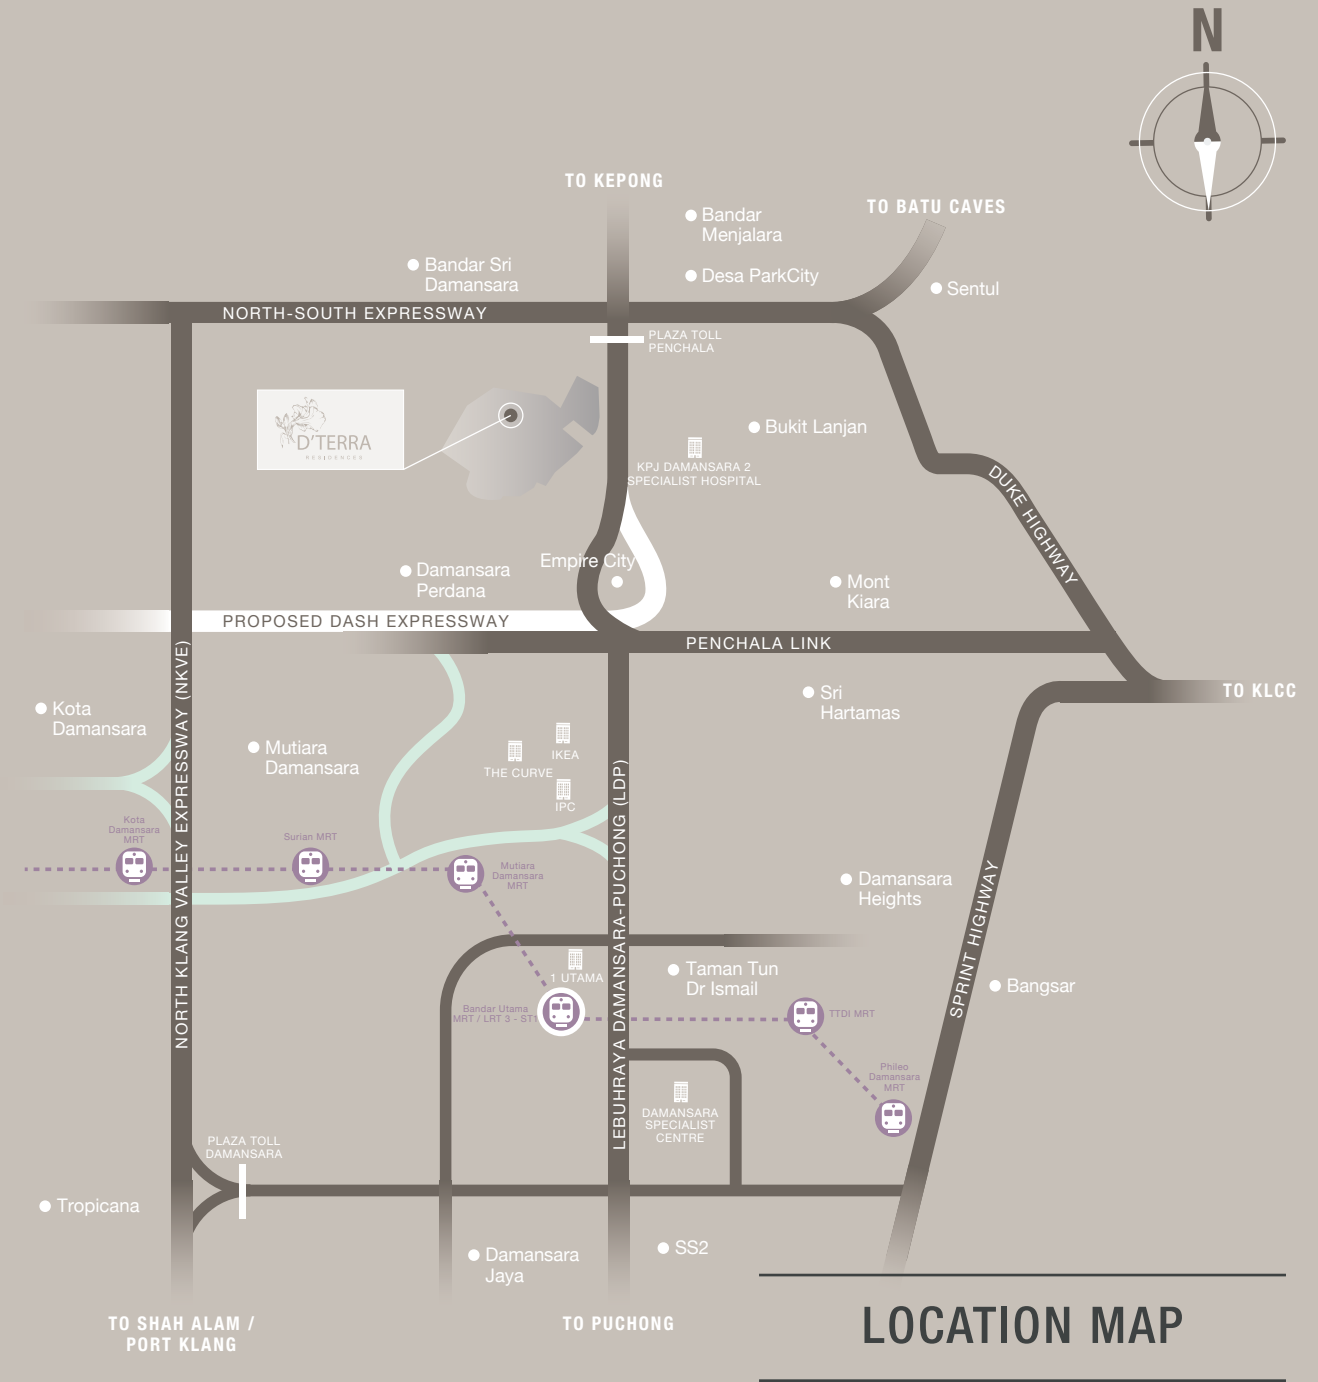 N
TO KEPONG
TO BATU CAVES
Bandar
Menjalara
Desa ParkCity
Sentul
Bandar Sri
Damansara
NORTH-SOUTH EXPRESSWAY
PLAZA TOLL
PENCHALA
D'TERRA
RESIDENCES
Bukit Lanjan
KPJ DAMANSARA 2
SPECIALIST HOSPITAL
DUKE HIGHWAY
Empire City
Damansara
Perdana
Mont
Kiara
PROPOSED DASH EXPRESSWAY
PENCHALA LINK
TO KLCC
Sri
Hartamas
Kota
Damansara
Mutiara
Damansara
NORTH KLANG VALLEY EXPRESSWAY (NKVE)
IKEA
THE CURVE
IPC
LEBUHRAYA DAMANSARA-PUCHONG (LDP)
Kota
Damansara
MRT
Surian MRT
Mutiara
Damansara
MRT
Damansara
Heights
SPRINT HIGHWAY
1 UTAMA
Taman Tun
Dr Ismail
Bangsar
Bandar Utama
MRT / LRT 3 - ST1
TTDI MRT
Phileo
Damansara
MRT
DAMANSARA
SPECIALIST
CENTRE
PLAZA TOLL
DAMANSARA
Tropicana
Damansara
Jaya
SS2
TO SHAH ALAM /
PORT KLANG
TO PUCHONG
LOCATION MAP